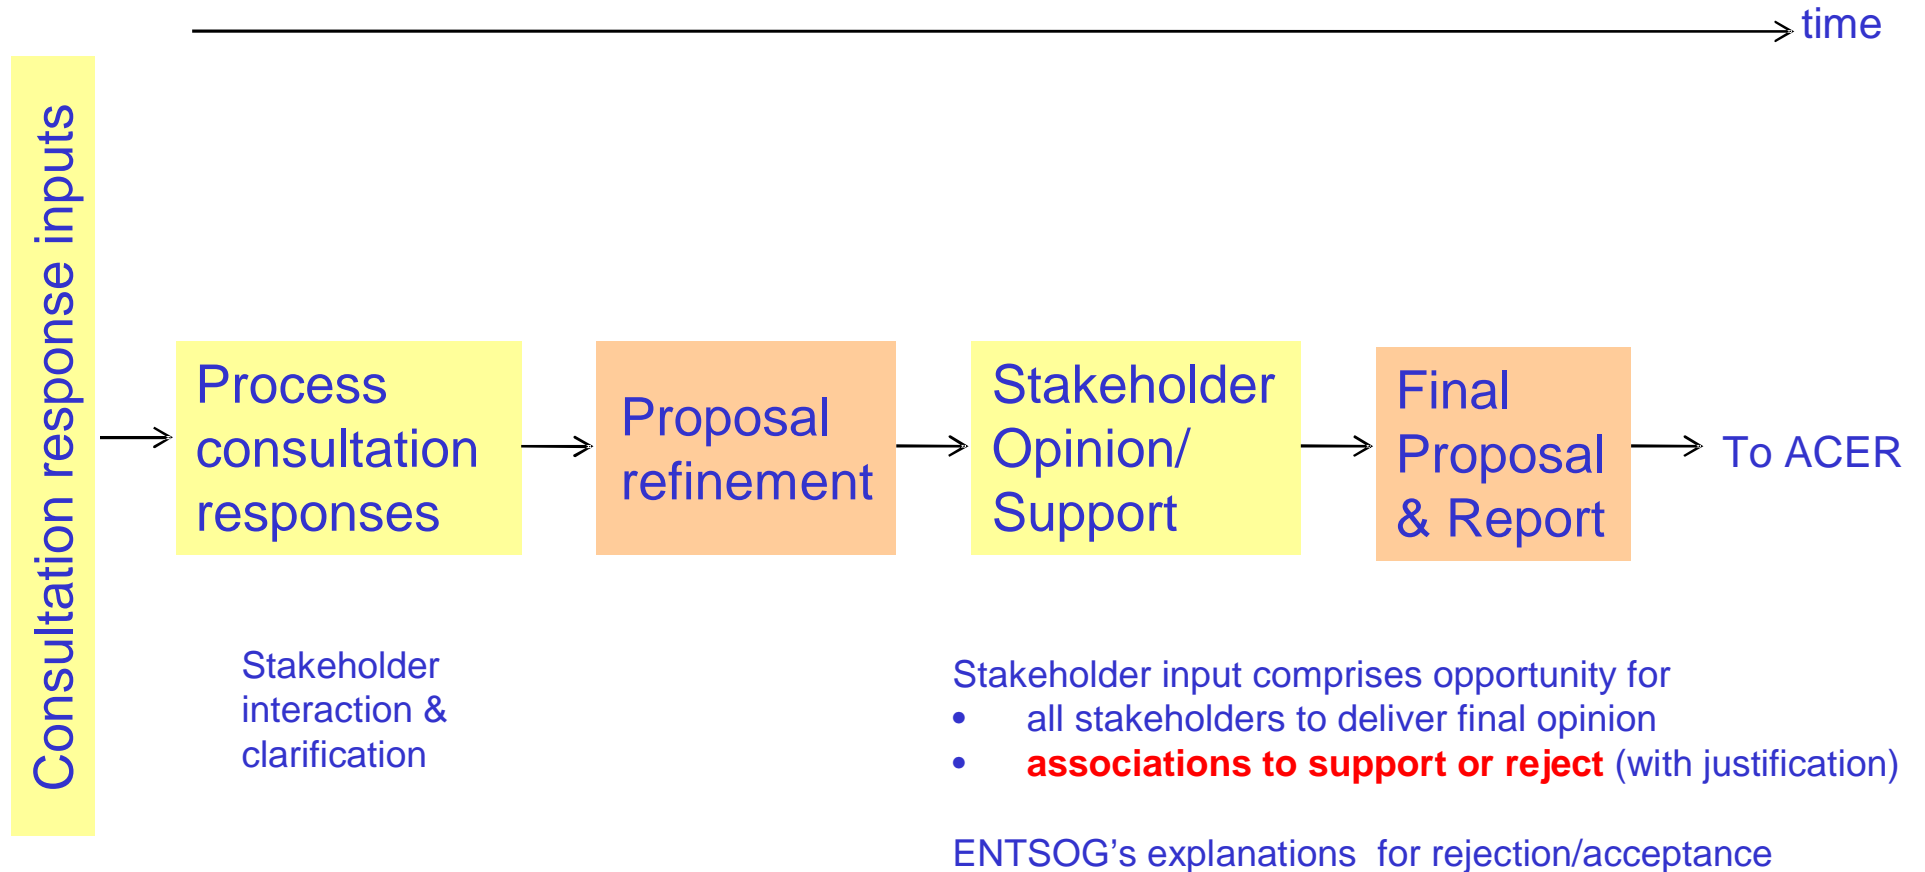 time
Consultation response inputs
Process
consultation
responses
Proposal
refinement
Stakeholder
Opinion/
Support
Final
Proposal
& Report
To ACER
Stakeholder
interaction &
clarification
Stakeholder input comprises opportunity for
• all stakeholders to deliver final opinion
• associations to support or reject (with justification)
ENTSOG's explanations for rejection/acceptance